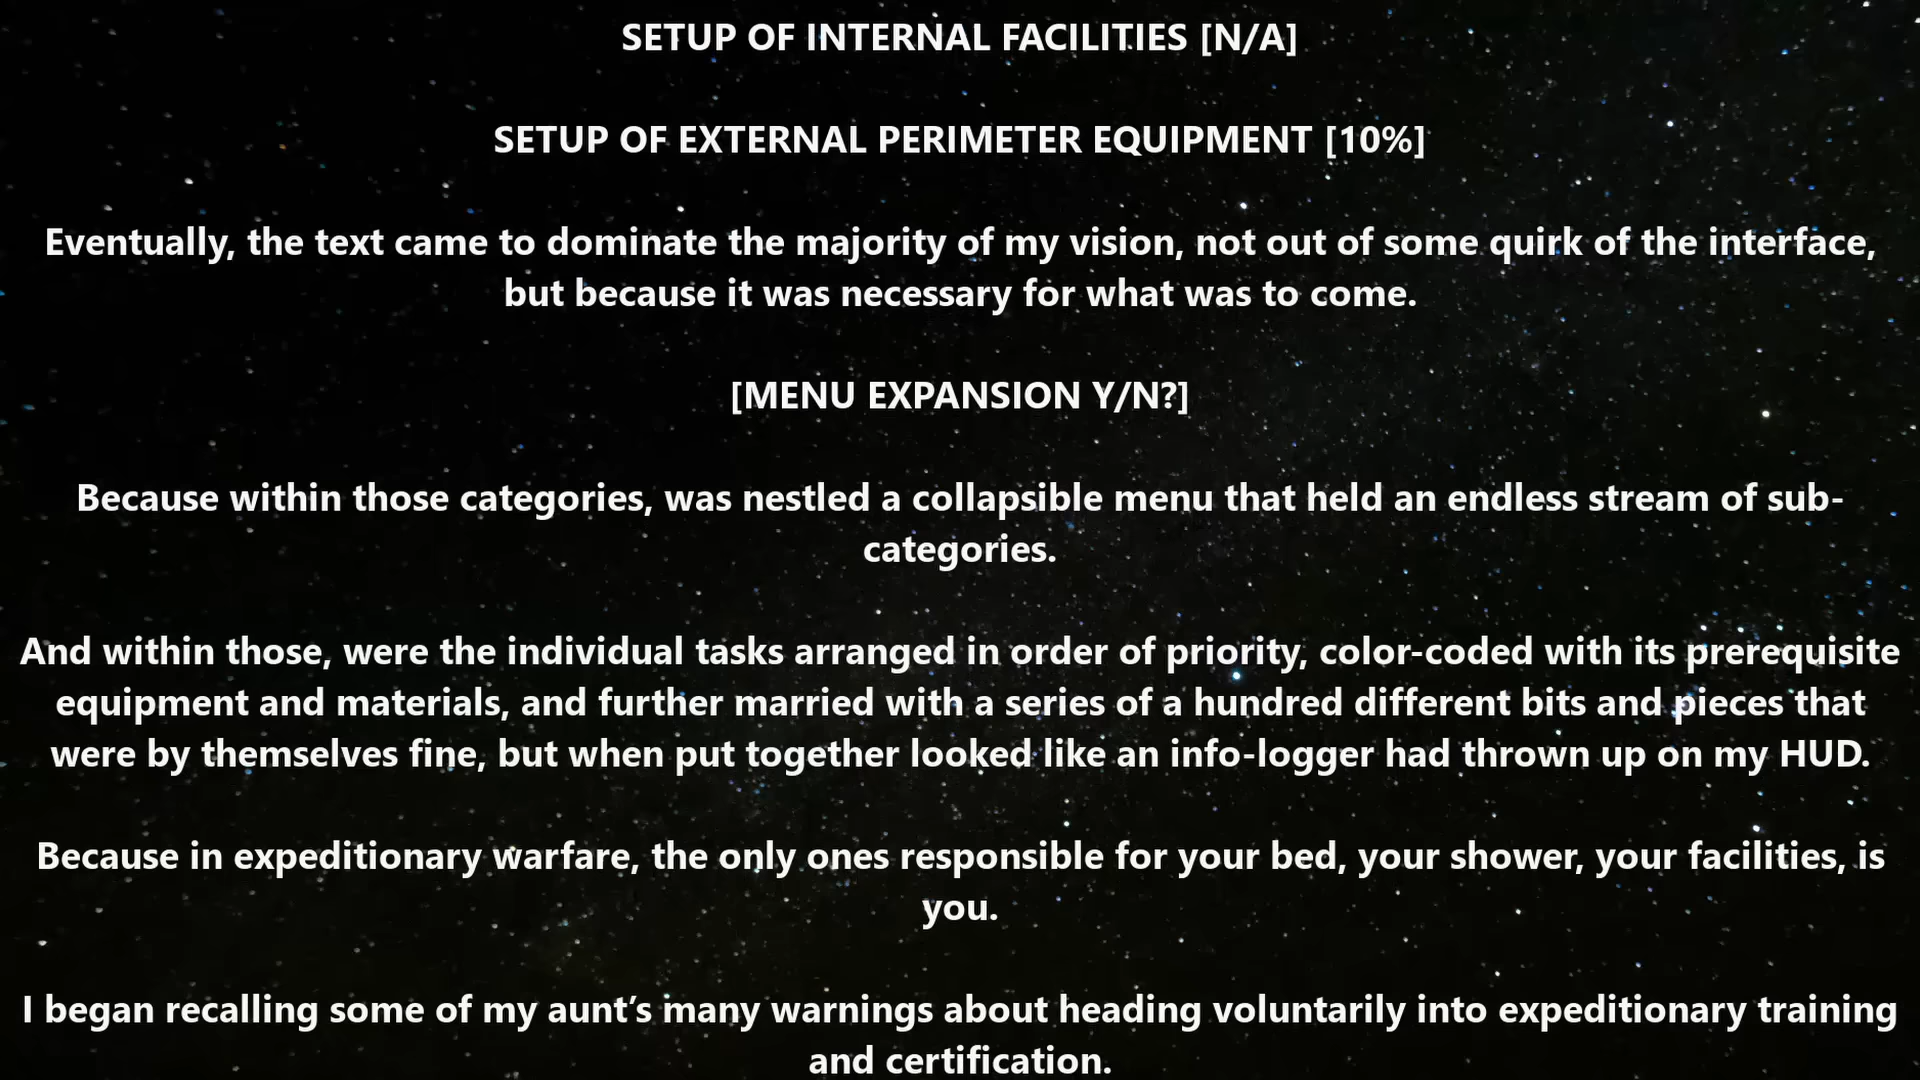 SETUP OF INTERNAL FACILITIES [N/A]
SETUP OF EXTERNAL PERIMETER EQUIPMENT [10%]
Eventually, the text came to dominate the majority of my vision, not out of some quirk of the interface,
but because it was necessary for what was to come.
[MENU EXPANSION Y/N?]
Because within those categories, was nestled a collapsible menu that held an endless stream of sub-
categories.
And within those, were the individual tasks arranged in order of priority, color-coded with its prerequisite
equipment and materials, and further married with a series of a hundred different bits and pieces that
were by themselves fine, but when put together looked like an info-logger had thrown up on my HUD.
Because in expeditionary warfare, the only ones responsible for your bed, your shower, your facilities, is
you.
I began recalling some of my aunt’s many warnings about heading voluntarily into expeditionary training
and certification.